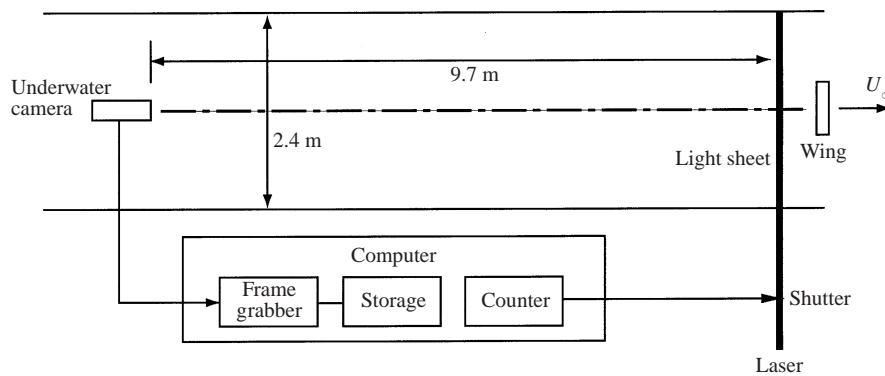 9.7 m
Underwater
camera
U∞
2.4 m
Light sheet
Wing
Computer
Frame
grabber
Storage
Counter
Shutter
Laser